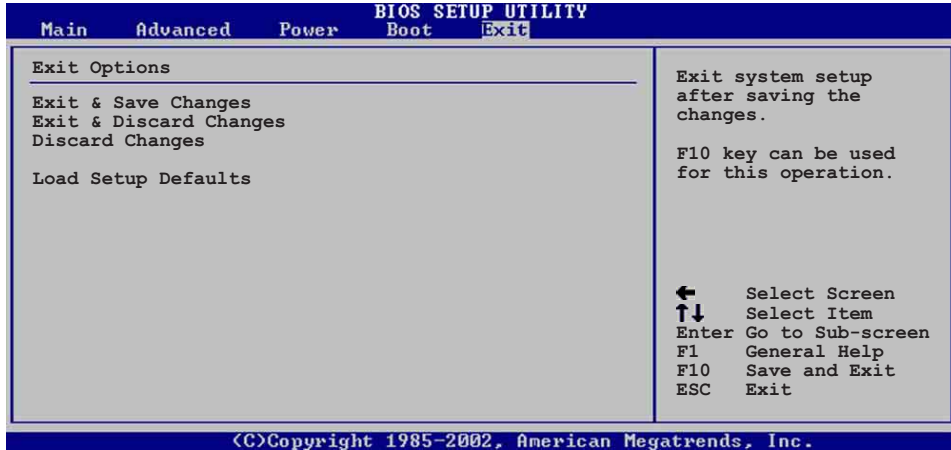 BIOS SETUP UTILITY
Main Advanced Power Boot Exit
Exit Options
Exit & Save Changes
Exit & Discard Changes
Discard Changes
Load Setup Defaults
Exit system setup
after saving the
changes.
F10 key can be used
for this operation.
← Select Screen
↑↓ Select Item
Enter Go to Sub-screen
F1 General Help
F10 Save and Exit
ESC Exit
(C)Copyright 1985-2002, American Megatrends, Inc.